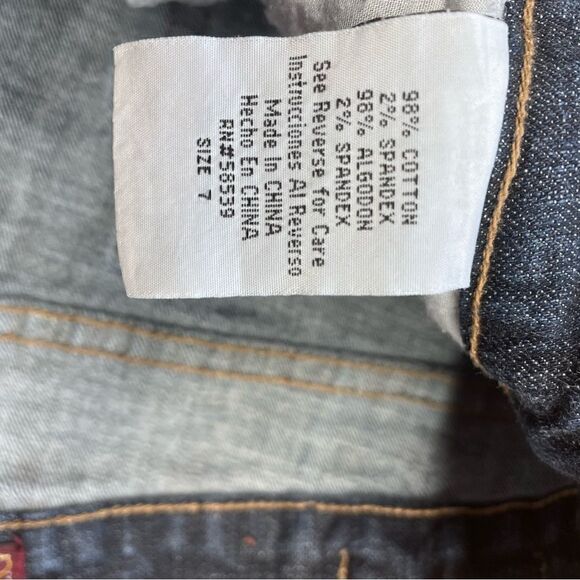 98% COTTON
2% SPANDEX
98% ALGODON
2% SPANDEX
See Reverse for Care
Instrucciones Al Reverso
Made In CHINA
Hecho En CHINA
RN#58539
SIZE 7